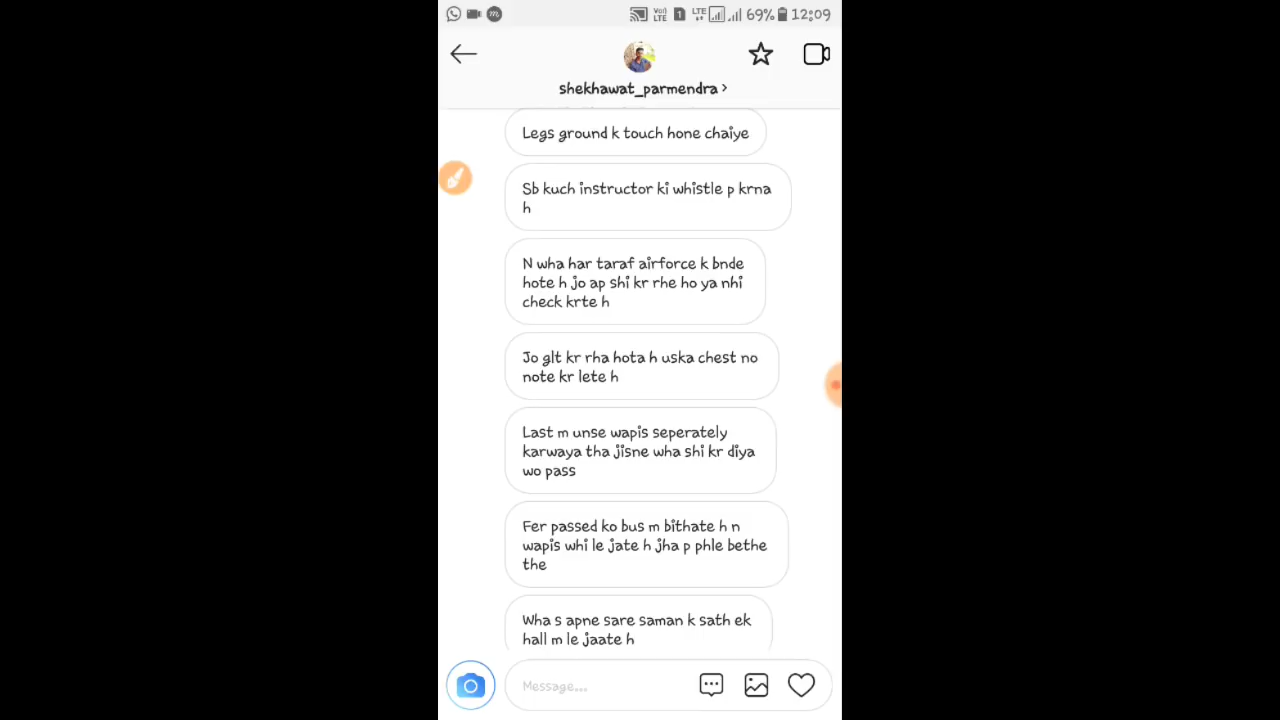 69% 12:09
shekhawat_parmendra >
Legs ground k touch hone chaiye
Sb kuch instructor ki whistle p krna
h
N wha har taraf airforce k bnde
hote h jo ap shi kr rhe ho ya nhi
check krte h
Jo glt kr rha hota h uska chest no
note kr lete h
Last m unse wapis seperately
karwaya tha jisne wha shi kr diya
wo pass
Fer passed ko bus m bithate h n
wapis whi le jate h jha p phle bethe
the
Wha s apne sare saman k sath ek
hall m le jaate h
Message...